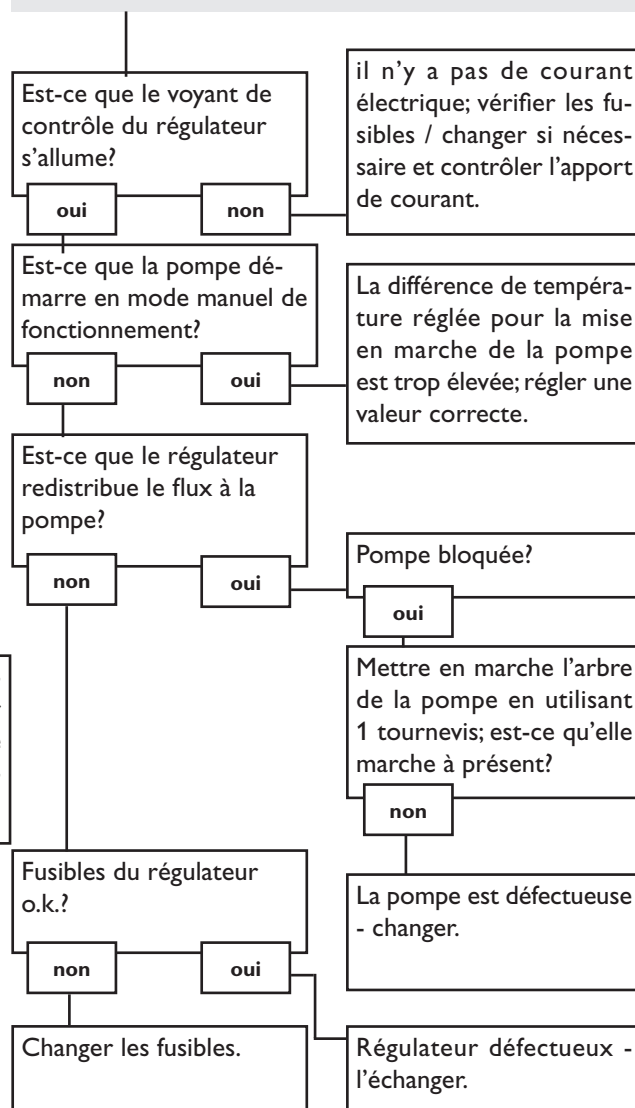 Est-ce que le voyant de
contrôle du régulateur
s'allume?
oui
non
il n'y a pas de courant
électrique; vérifier les fu-
sibles / changer si néces-
saire et contrôler l'apport
de courant.
Est-ce que la pompe dé-
marre en mode manuel de
fonctionnement?
non
oui
La différence de tempéra-
ture réglée pour la mise
en marche de la pompe
est trop élevée; régler une
valeur correcte.
Est-ce que le régulateur
redistribue le flux à la
pompe?
non
oui
Pompe bloquée?
oui
Mettre en marche l'arbre
de la pompe en utilisant
1 tournevis; est-ce qu'elle
marche à présent?
non
La pompe est défectueuse
- changer.
Fusibles du régulateur
o.k.?
non
oui
Changer les fusibles.
Régulateur défectueux -
l'échanger.